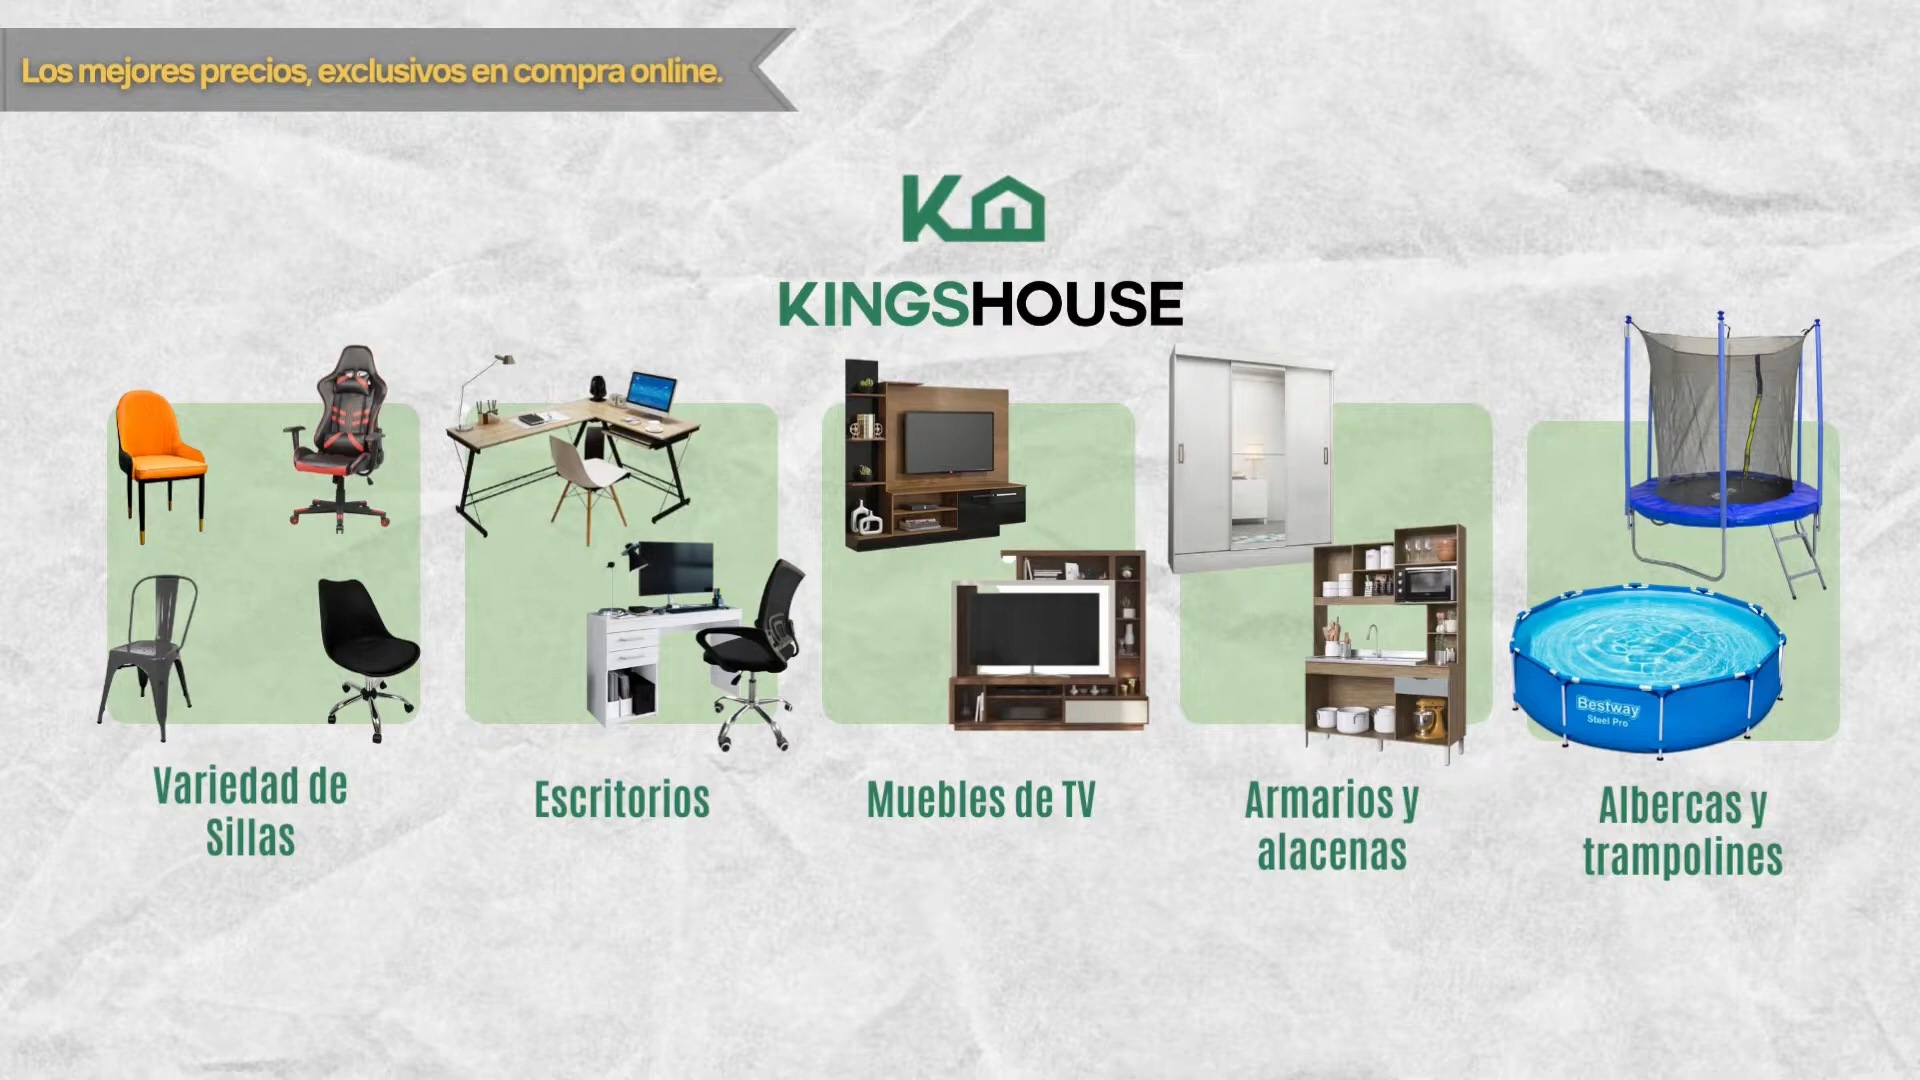 Los mejores precios, exclusivos en compra online.
K
KINGSHOUSE
Bestway
Steel Pro
Variedad de
Sillas
Escritorios
Muebles de TV
Armarios y
alacenas
Albercas y
trampolines